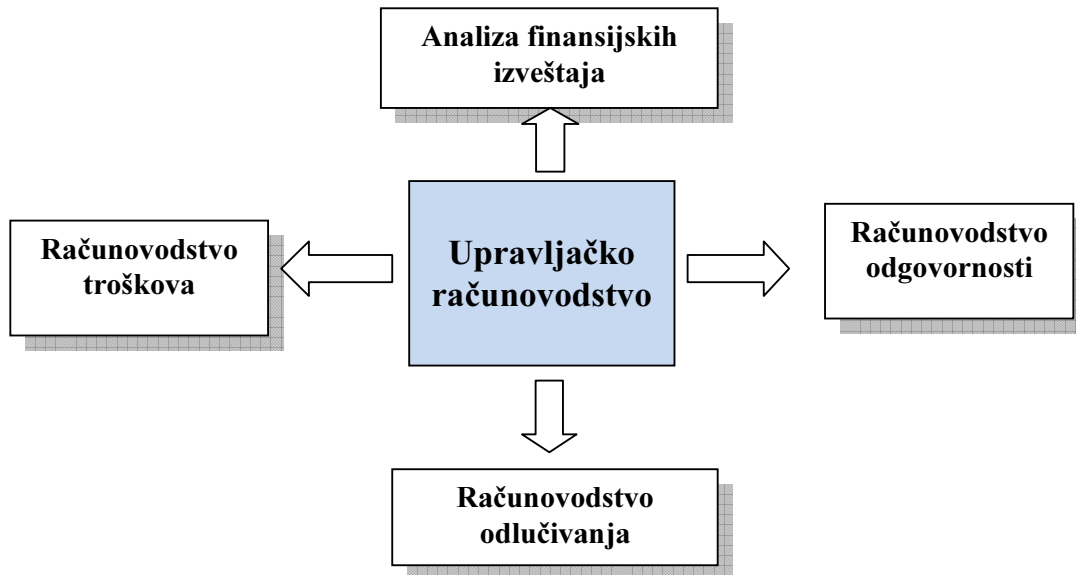 Analiza finansijskih
izveštaja
Računovodstvo
troškova
Upravljačko
računovodstvo
Računovodstvo
odgovornosti
Računovodstvo
odlučivanja